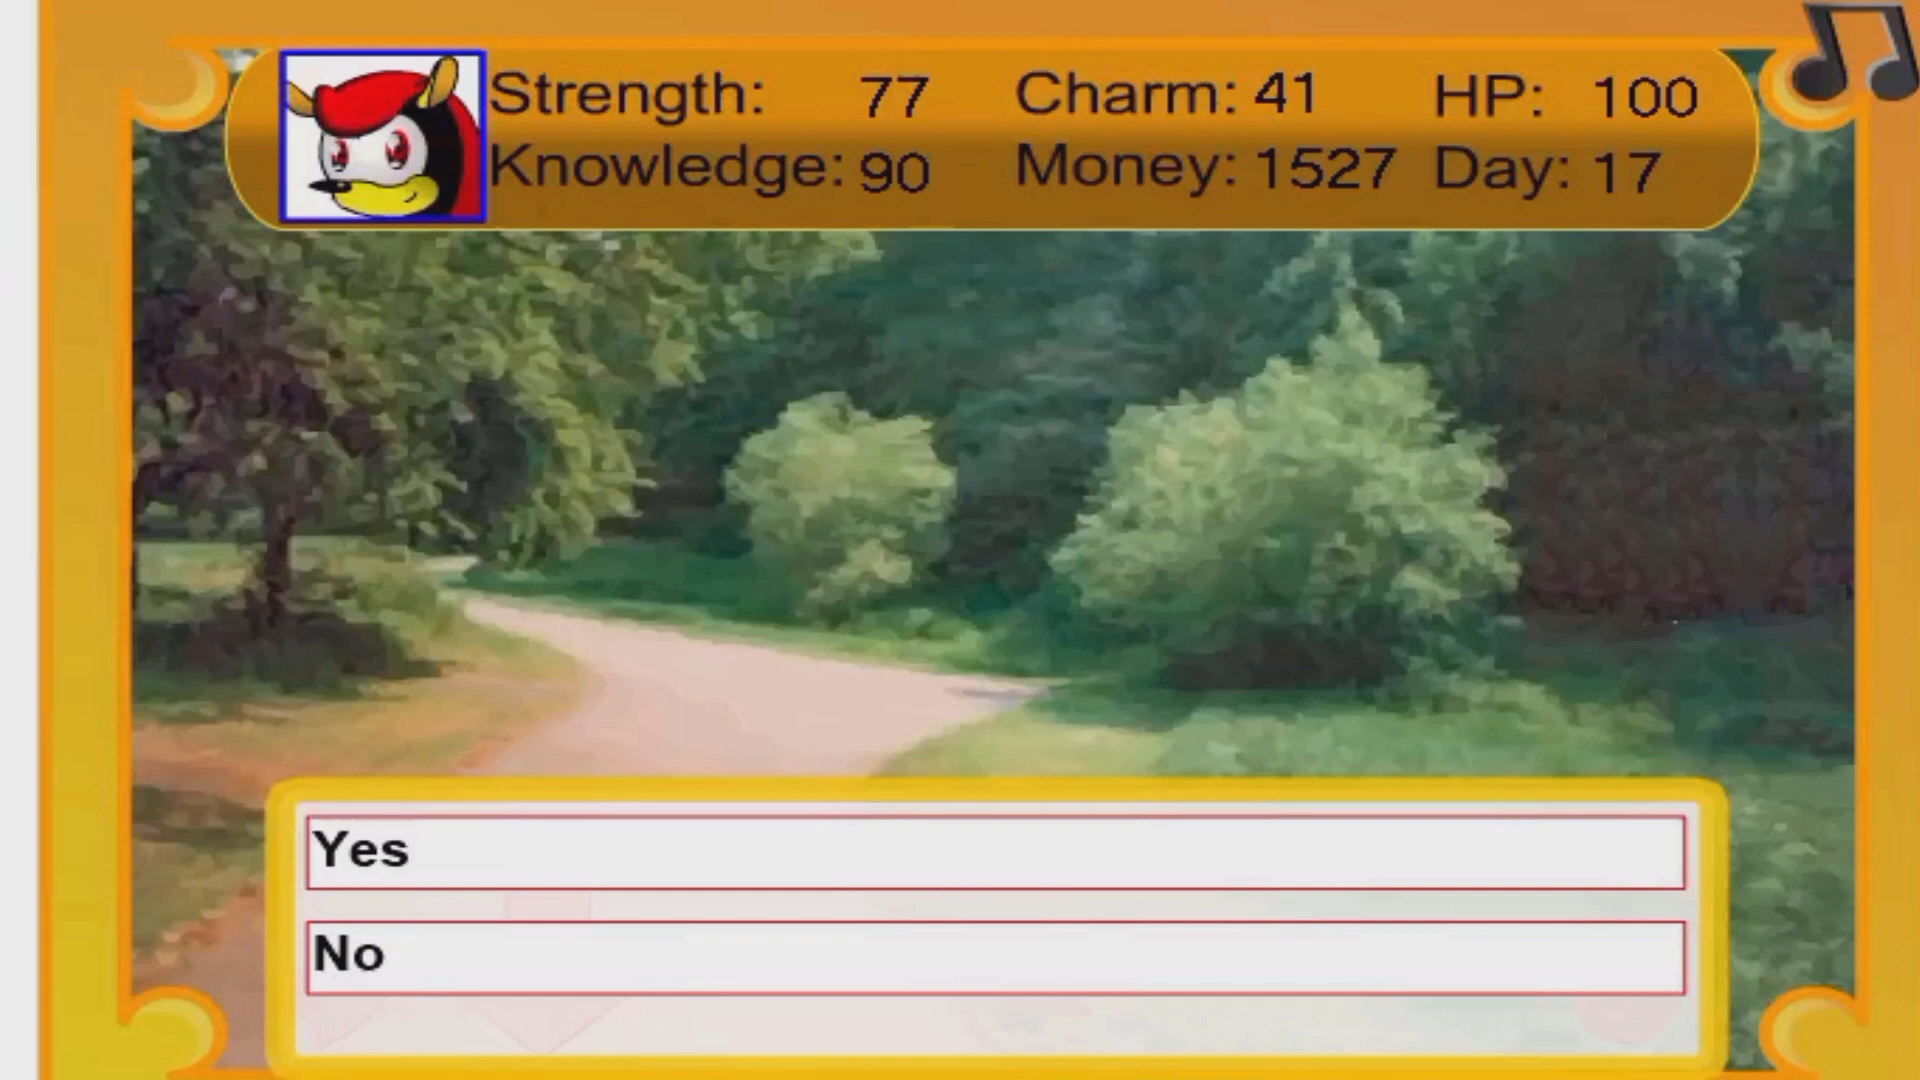 Strength: 77 Charm: 41 HP: 100
Knowledge: 90 Money: 1527 Day: 17
Yes
No